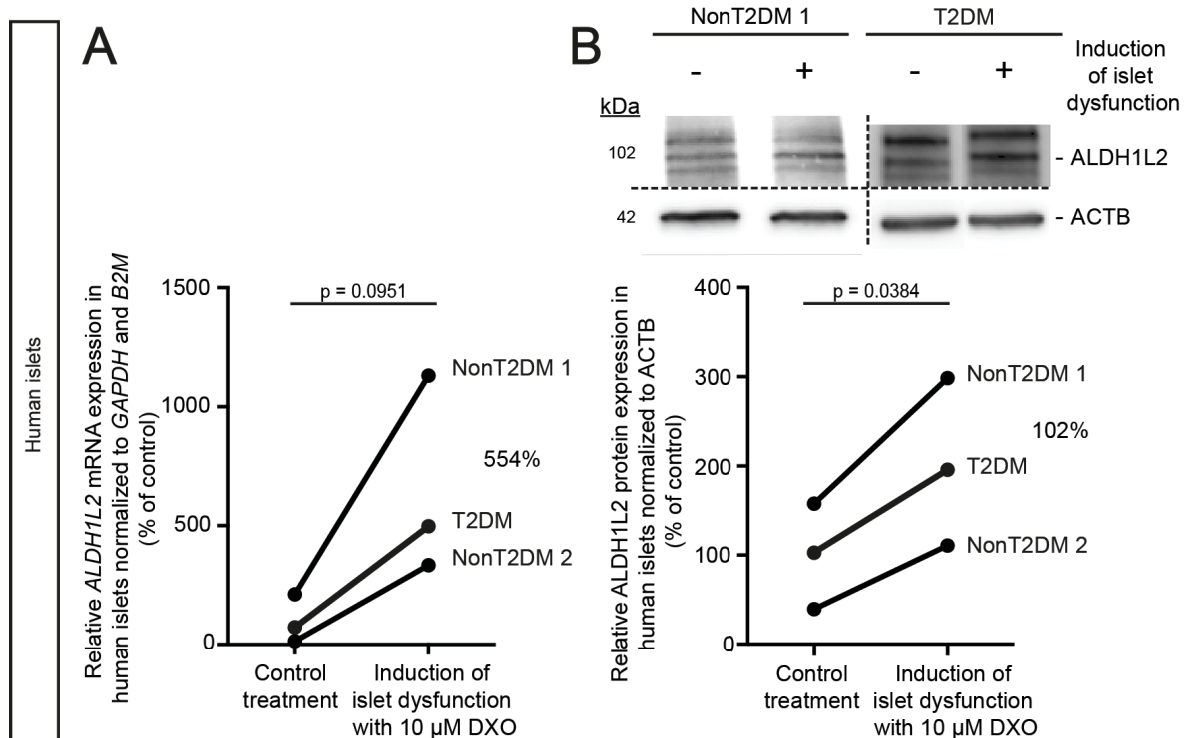 Human islets
A
Relative ALDH1L2 mRNA expression in
human islets normalized to GAPDH and B2M
(% of control)
1500
1000
500
0
p = 0.0951
NonT2DM 1
554%
T2DM
NonT2DM 2
Control
treatment
Induction of
islet dysfunction
with 10 µM DXO
B
NonT2DM 1
T2DM
- + - +
Induction
of islet
dysfunction
kDa
102
- ALDH1L2
42
- ACTB
Relative ALDH1L2 protein expression in
human islets normalized to ACTB
(% of control)
400
300
200
100
0
p = 0.0384
NonT2DM 1
102%
T2DM
NonT2DM 2
Control
treatment
Induction of
islet dysfunction
with 10 µM DXO